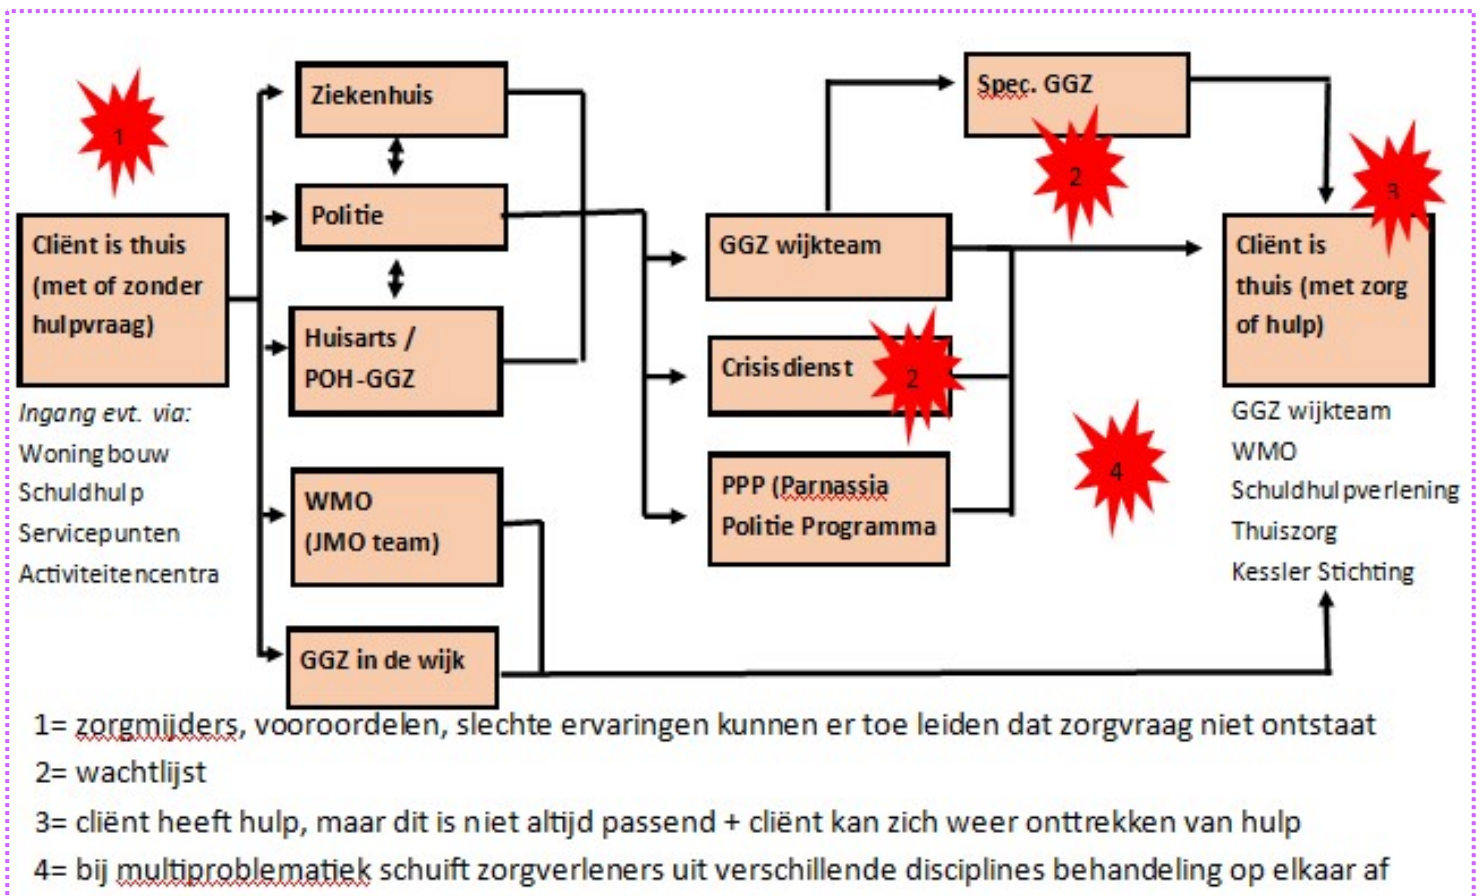 1
Cliënt is thuis
(met of zonder
hulpvraag)
Ingang evt. via:
Woningbouw
Schuldhulp
Servicepunten
Activiteitencentra
Ziekenhuis
Politie
Huisarts /
POH-GGZ
WMO
(JMO team)
GGZ in de wijk
GGZ wijkteam
Crisisdienst
2
PPP (Parnassia
Politie Programma
Spec. GGZ
2
4
3
Cliënt is
thuis (met zorg
of hulp)
GGZ wijkteam
WMO
Schuldhulpverlening
Thuiszorg
Kessler Stichting
1= zorgmijders, vooroordelen, slechte ervaringen kunnen er toe leiden dat zorgvraag niet ontstaat
2= wachtlijst
3= cliënt heeft hulp, maar dit is niet altijd passend + cliënt kan zich weer onttrekken van hulp
4= bij multiproblematiek schuift zorgverleners uit verschillende disciplines behandeling op elkaar af